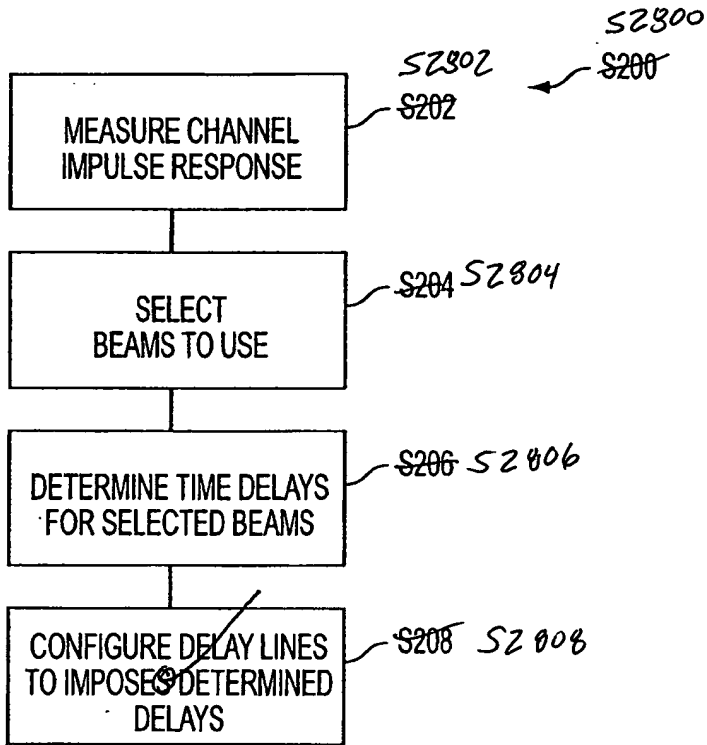 S2800
S200
S2802
S202
MEASURE CHANNEL
IMPULSE RESPONSE
S204 S2804
SELECT
BEAMS TO USE
S206 S2806
DETERMINE TIME DELAYS
FOR SELECTED BEAMS
S208 S2808
CONFIGURE DELAY LINES
TO IMPOSES DETERMINED
DELAYS